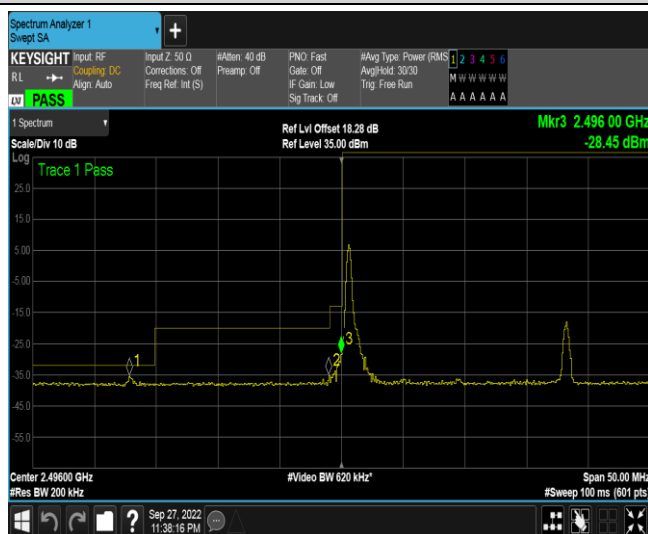 Spectrum Analyzer 1
Swept SA
+
KEYSIGHT
RL
LXI PASS
Input: RF
Coupling: DC
Align: Auto
Input Z: 50 Ω
Corrections: Off
Freq Ref: Int (S)
#Atten: 40 dB
Preamp: Off
PNO: Fast
Gate: Off
IF Gain: Low
Sig Track: Off
#Avg Type: Power (RMS
Avg|Hold: 30/30
Trig: Free Run
1 2 3 4 5 6
M W W W W W
A A A A A A
1 Spectrum
Scale/Div 10 dB
Ref Lvl Offset 18.28 dB
Ref Level 35.00 dBm
Mkr3 2.496 00 GHz
-28.45 dBm
Log
Trace 1 Pass
25.0
15.0
5.00
-5.00
-15.0
-25.0
-35.0
-45.0
-55.0
1
2
3
Center 2.49600 GHz
#Res BW 200 kHz
#Video BW 620 kHz*
Span 50.00 MHz
#Sweep 100 ms (601 pts)
?
Sep 27, 2022
11:38:16 PM